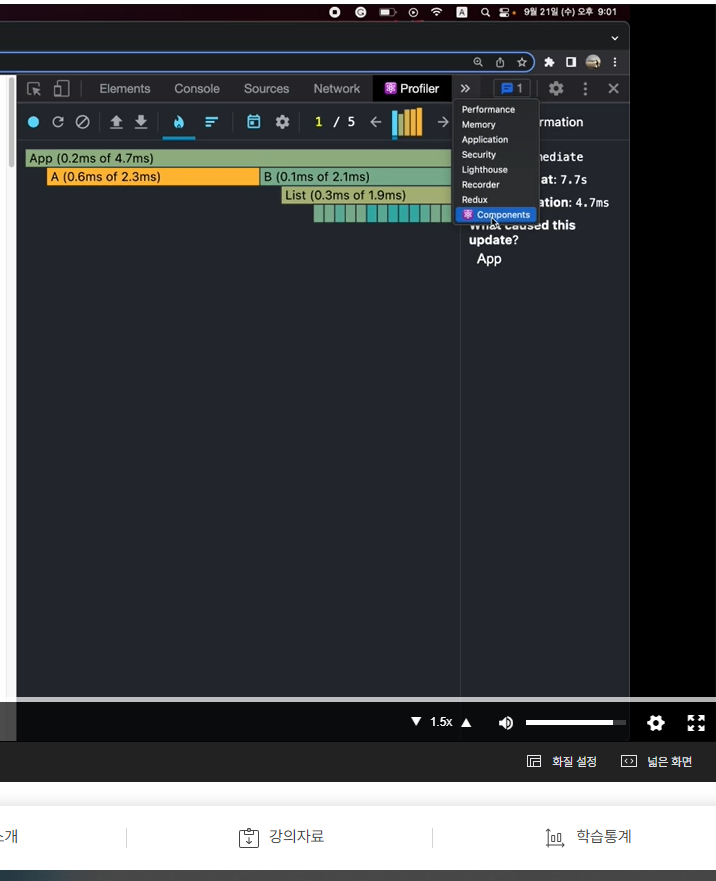 9월 21일 (수) 오후 9:01
Elements Console Sources Network Profiler » 1
1 / 5
Performance
Memory
Application
Security
Lighthouse
Recorder
Redux
Components
App (0.2ms of 4.7ms)
A (0.6ms of 2.3ms) B (0.1ms of 2.1ms)
List (0.3ms of 1.9ms)
rmation
mediate
at: 7.7s
ation: 4.7ms
What caused this
update?
App
1.5x
화질 설정 넓은 화면
소개 강의자료 학습통계